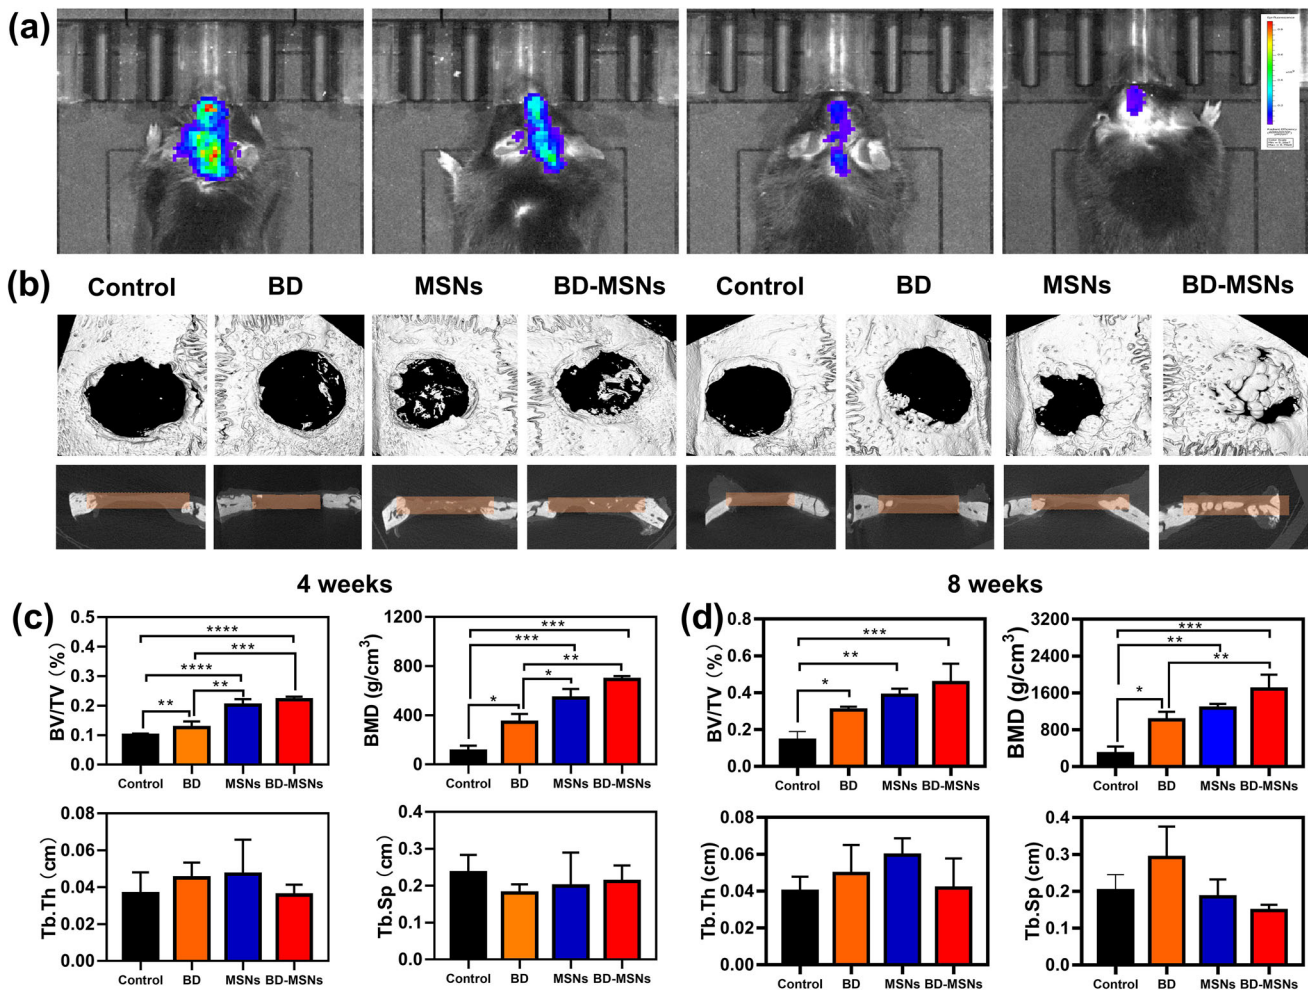 (a)
(b)
Control BD MSNs BD-MSNs Control BD MSNs BD-MSNs
4 weeks 8 weeks
(c)
BV/TV (%)
0.5
0.4
0.3
0.2
0.1
0.0
****
***
****
**
**
Control BD MSNs BD-MSNs
BMD (g/cm³)
1200
800
400
0
***
***
**
*
*
Control BD MSNs BD-MSNs
(d)
BV/TV (%)
0.6
0.4
0.2
0.0
***
**
*
Control BD MSNs BD-MSNs
BMD (g/cm³)
3200
2400
1600
800
0
***
**
**
*
Control BD MSNs BD-MSNs
Tb.Th (cm)
0.08
0.06
0.04
0.02
0.00
Control BD MSNs BD-MSNs
Tb.Sp (cm)
0.4
0.3
0.2
0.1
0.0
Control BD MSNs BD-MSNs
Tb.Th (cm)
0.08
0.06
0.04
0.02
0.00
Control BD MSNs BD-MSNs
Tb.Sp (cm)
0.4
0.3
0.2
0.1
0.0
Control BD MSNs BD-MSNs